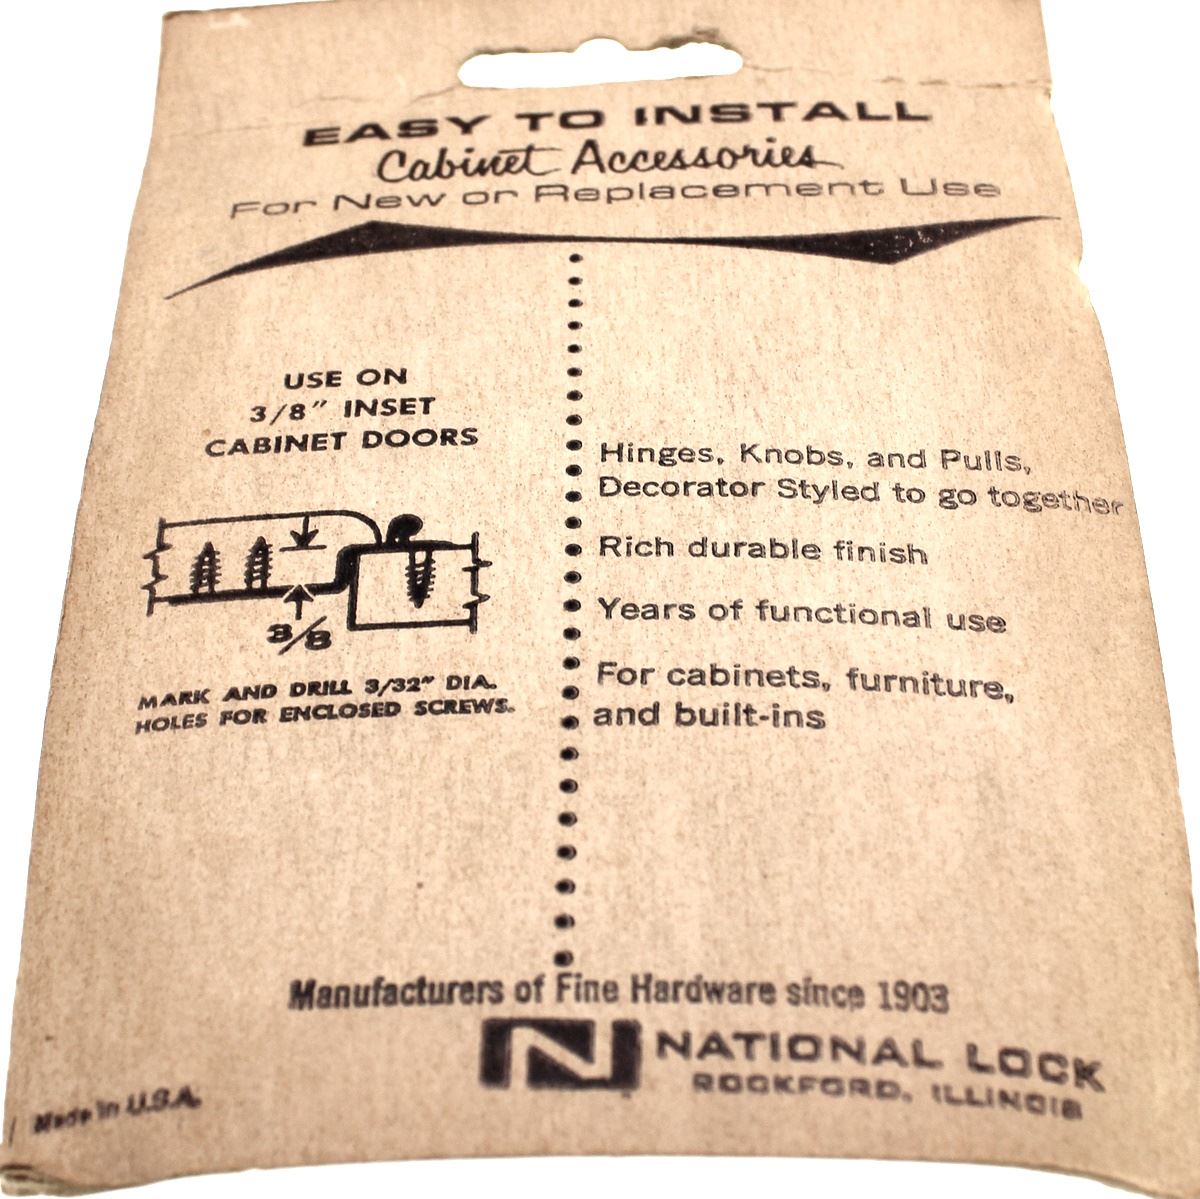 EASY TO INSTALL
Cabinet Accessories
For New or Replacement Use
USE ON
3/8" INSET
CABINET DOORS
3/8
MARK AND DRILL 3/32" DIA.
HOLES FOR ENCLOSED SCREWS.
Hinges, Knobs, and Pulls,
Decorator Styled to go together
Rich durable finish
Years of functional use
For cabinets, furniture,
and built-ins
Manufacturers of Fine Hardware since 1903
N NATIONAL LOCK
ROCKFORD, ILLINOIS
Made in U.S.A.